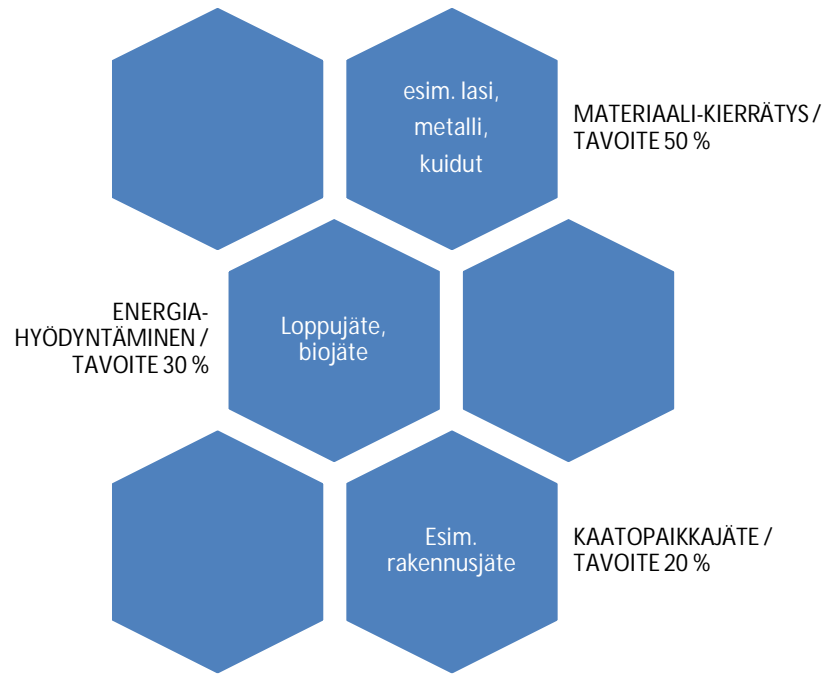 esim. lasi,
metalli,
kuidut
MATERIAALI-KIERRÄTYS /
TAVOITE 50 %
ENERGIA-
HYÖDYNTÄMINEN /
TAVOITE 30 %
Loppujäte,
biojäte
Esim.
rakennusjäte
KAATOPAIKKAJÄTE /
TAVOITE 20 %